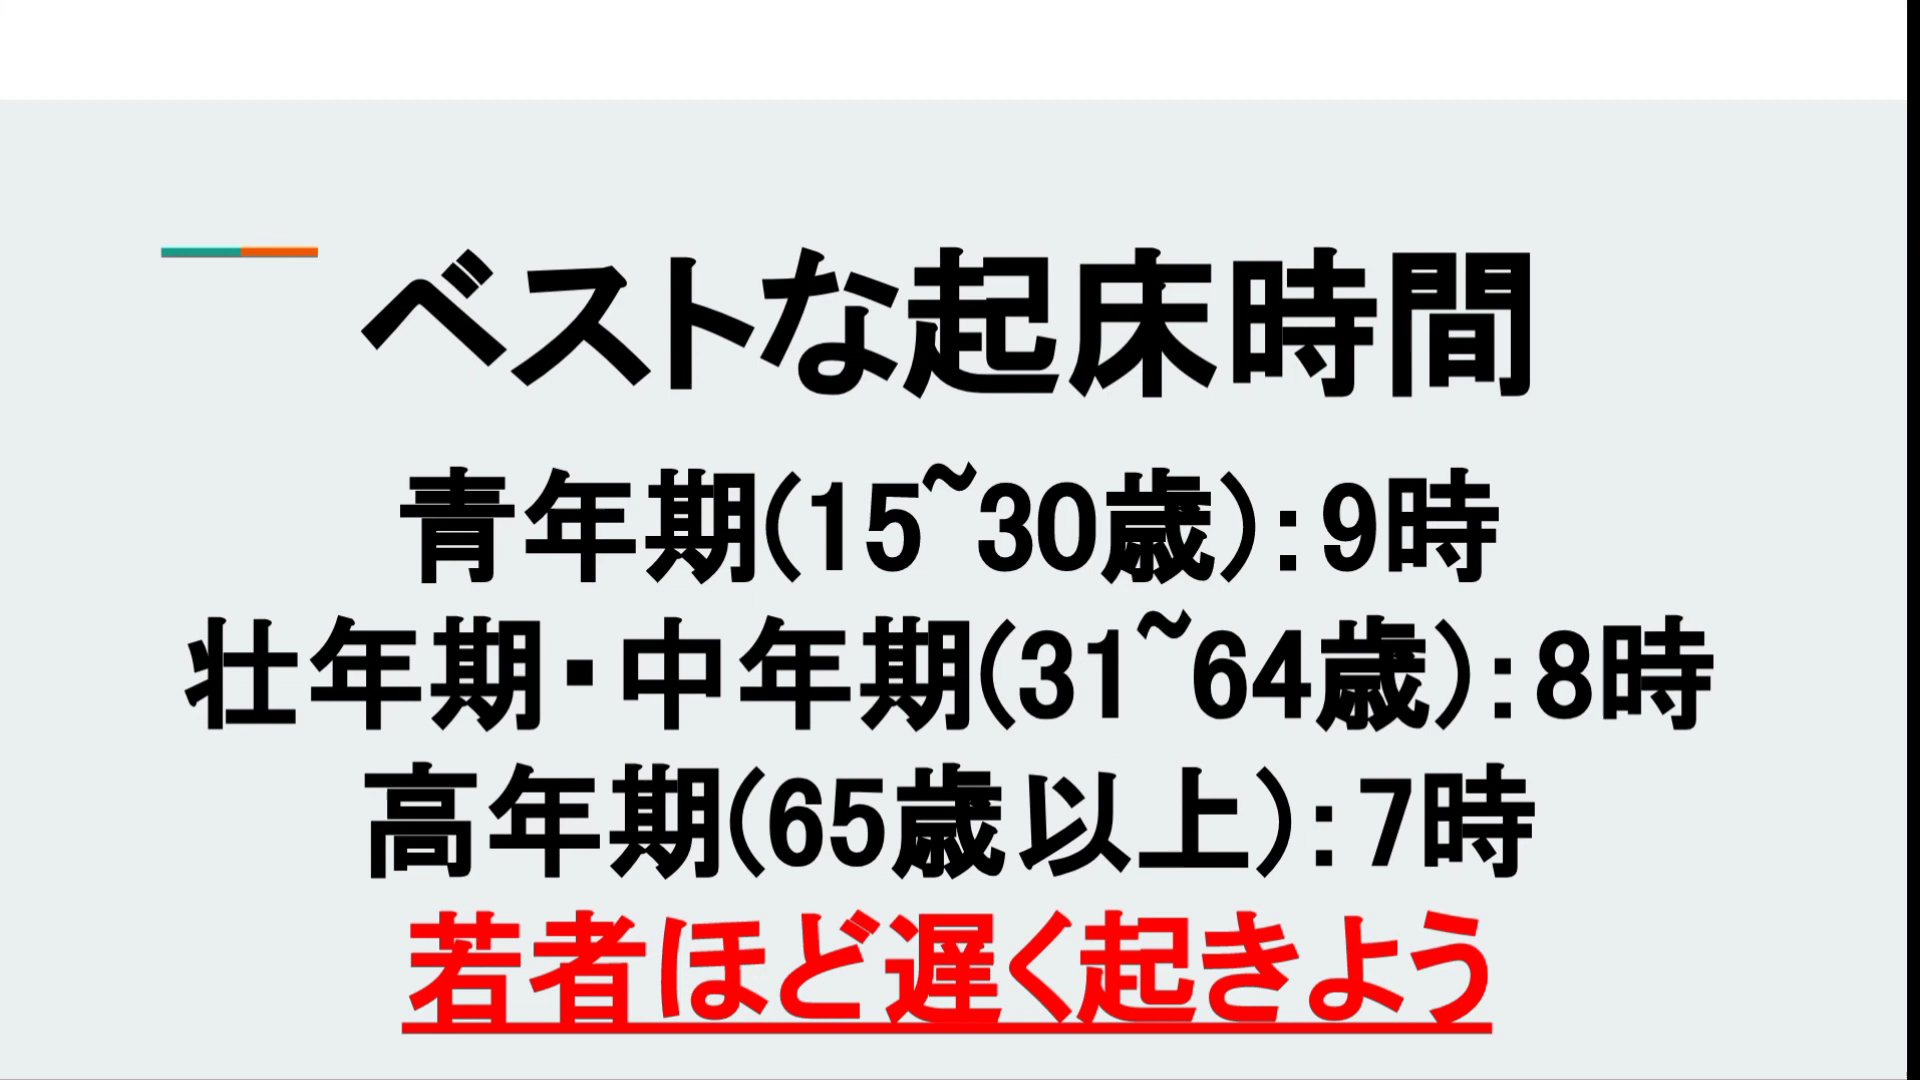 ベストな起床時間
青年期(15~30歳):9時
壮年期・中年期(31~64歳):8時
高年期(65歳以上):7時
若者ほど遅く起きよう